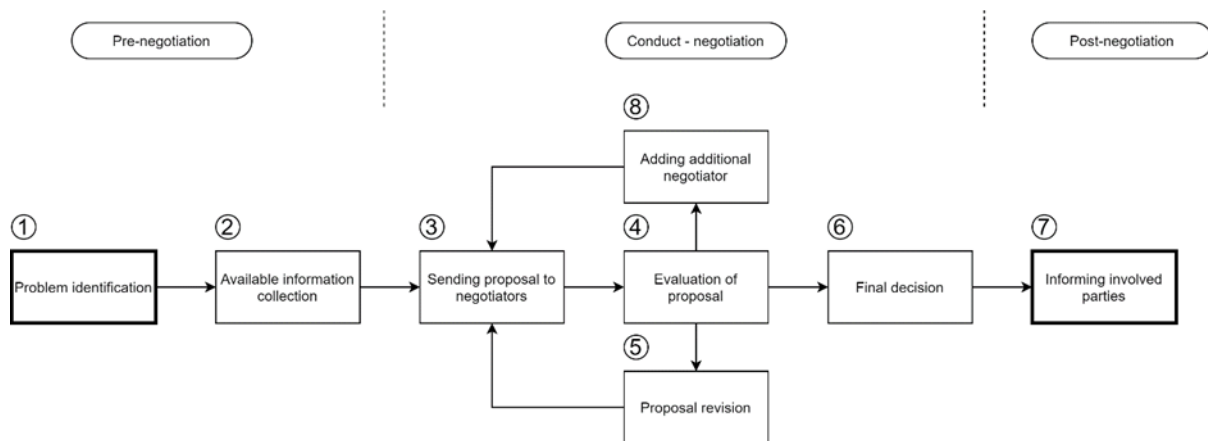 Pre-negotiation
Conduct - negotiation
Post-negotiation
⑧
Adding additional
negotiator
①
②
③
④
⑥
⑦
Problem identification
Available information
collection
Sending proposal to
negotiators
Evaluation of
proposal
Final decision
Informing involved
parties
⑤
Proposal revision